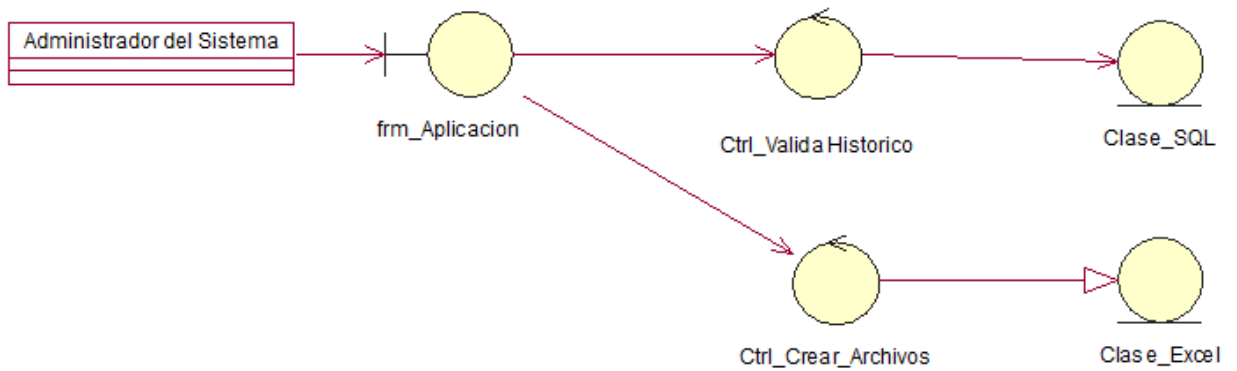 Administrador del Sistema
frm_Aplicacion
Ctrl_Valida Historico
Clase_SQL
Ctrl_Crear_Archivos
Clase_Excel